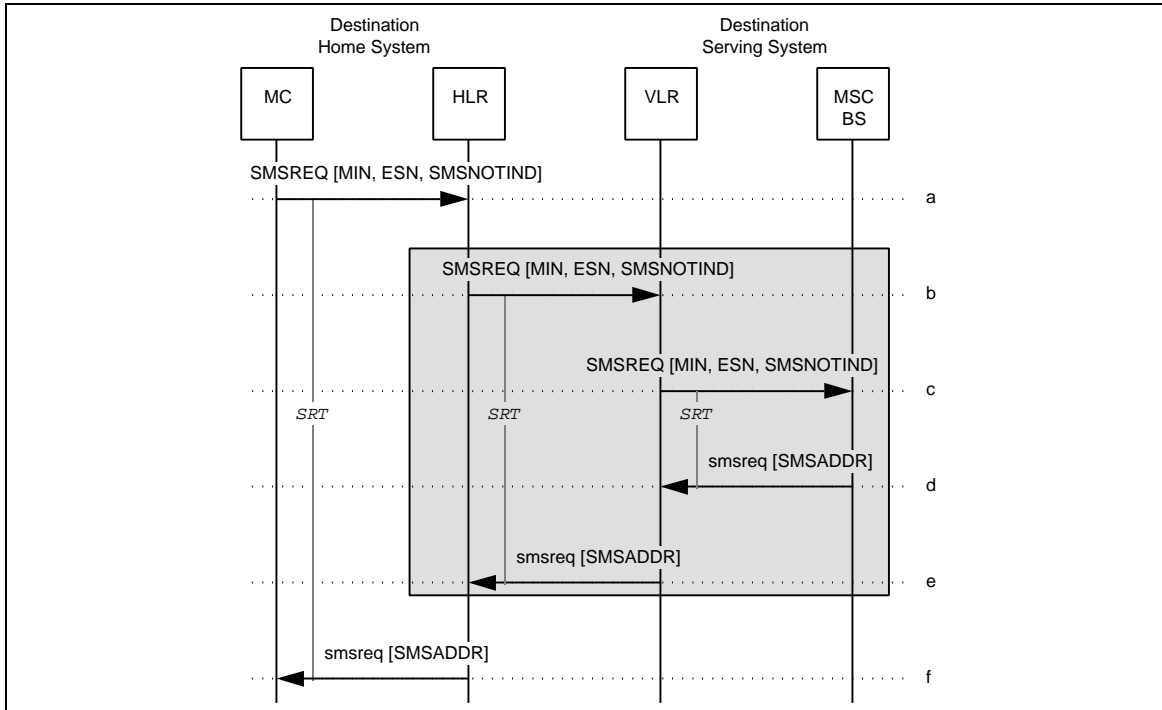 Destination
Home System
Destination
Serving System
MC
HLR
VLR
MSC
BS
SMSREQ [MIN, ESN, SMSNOTIND]
a
SMSREQ [MIN, ESN, SMSNOTIND]
b
SMSREQ [MIN, ESN, SMSNOTIND]
c
SRT
SRT
SRT
smsreq [SMSADDR]
d
smsreq [SMSADDR]
e
smsreq [SMSADDR]
f